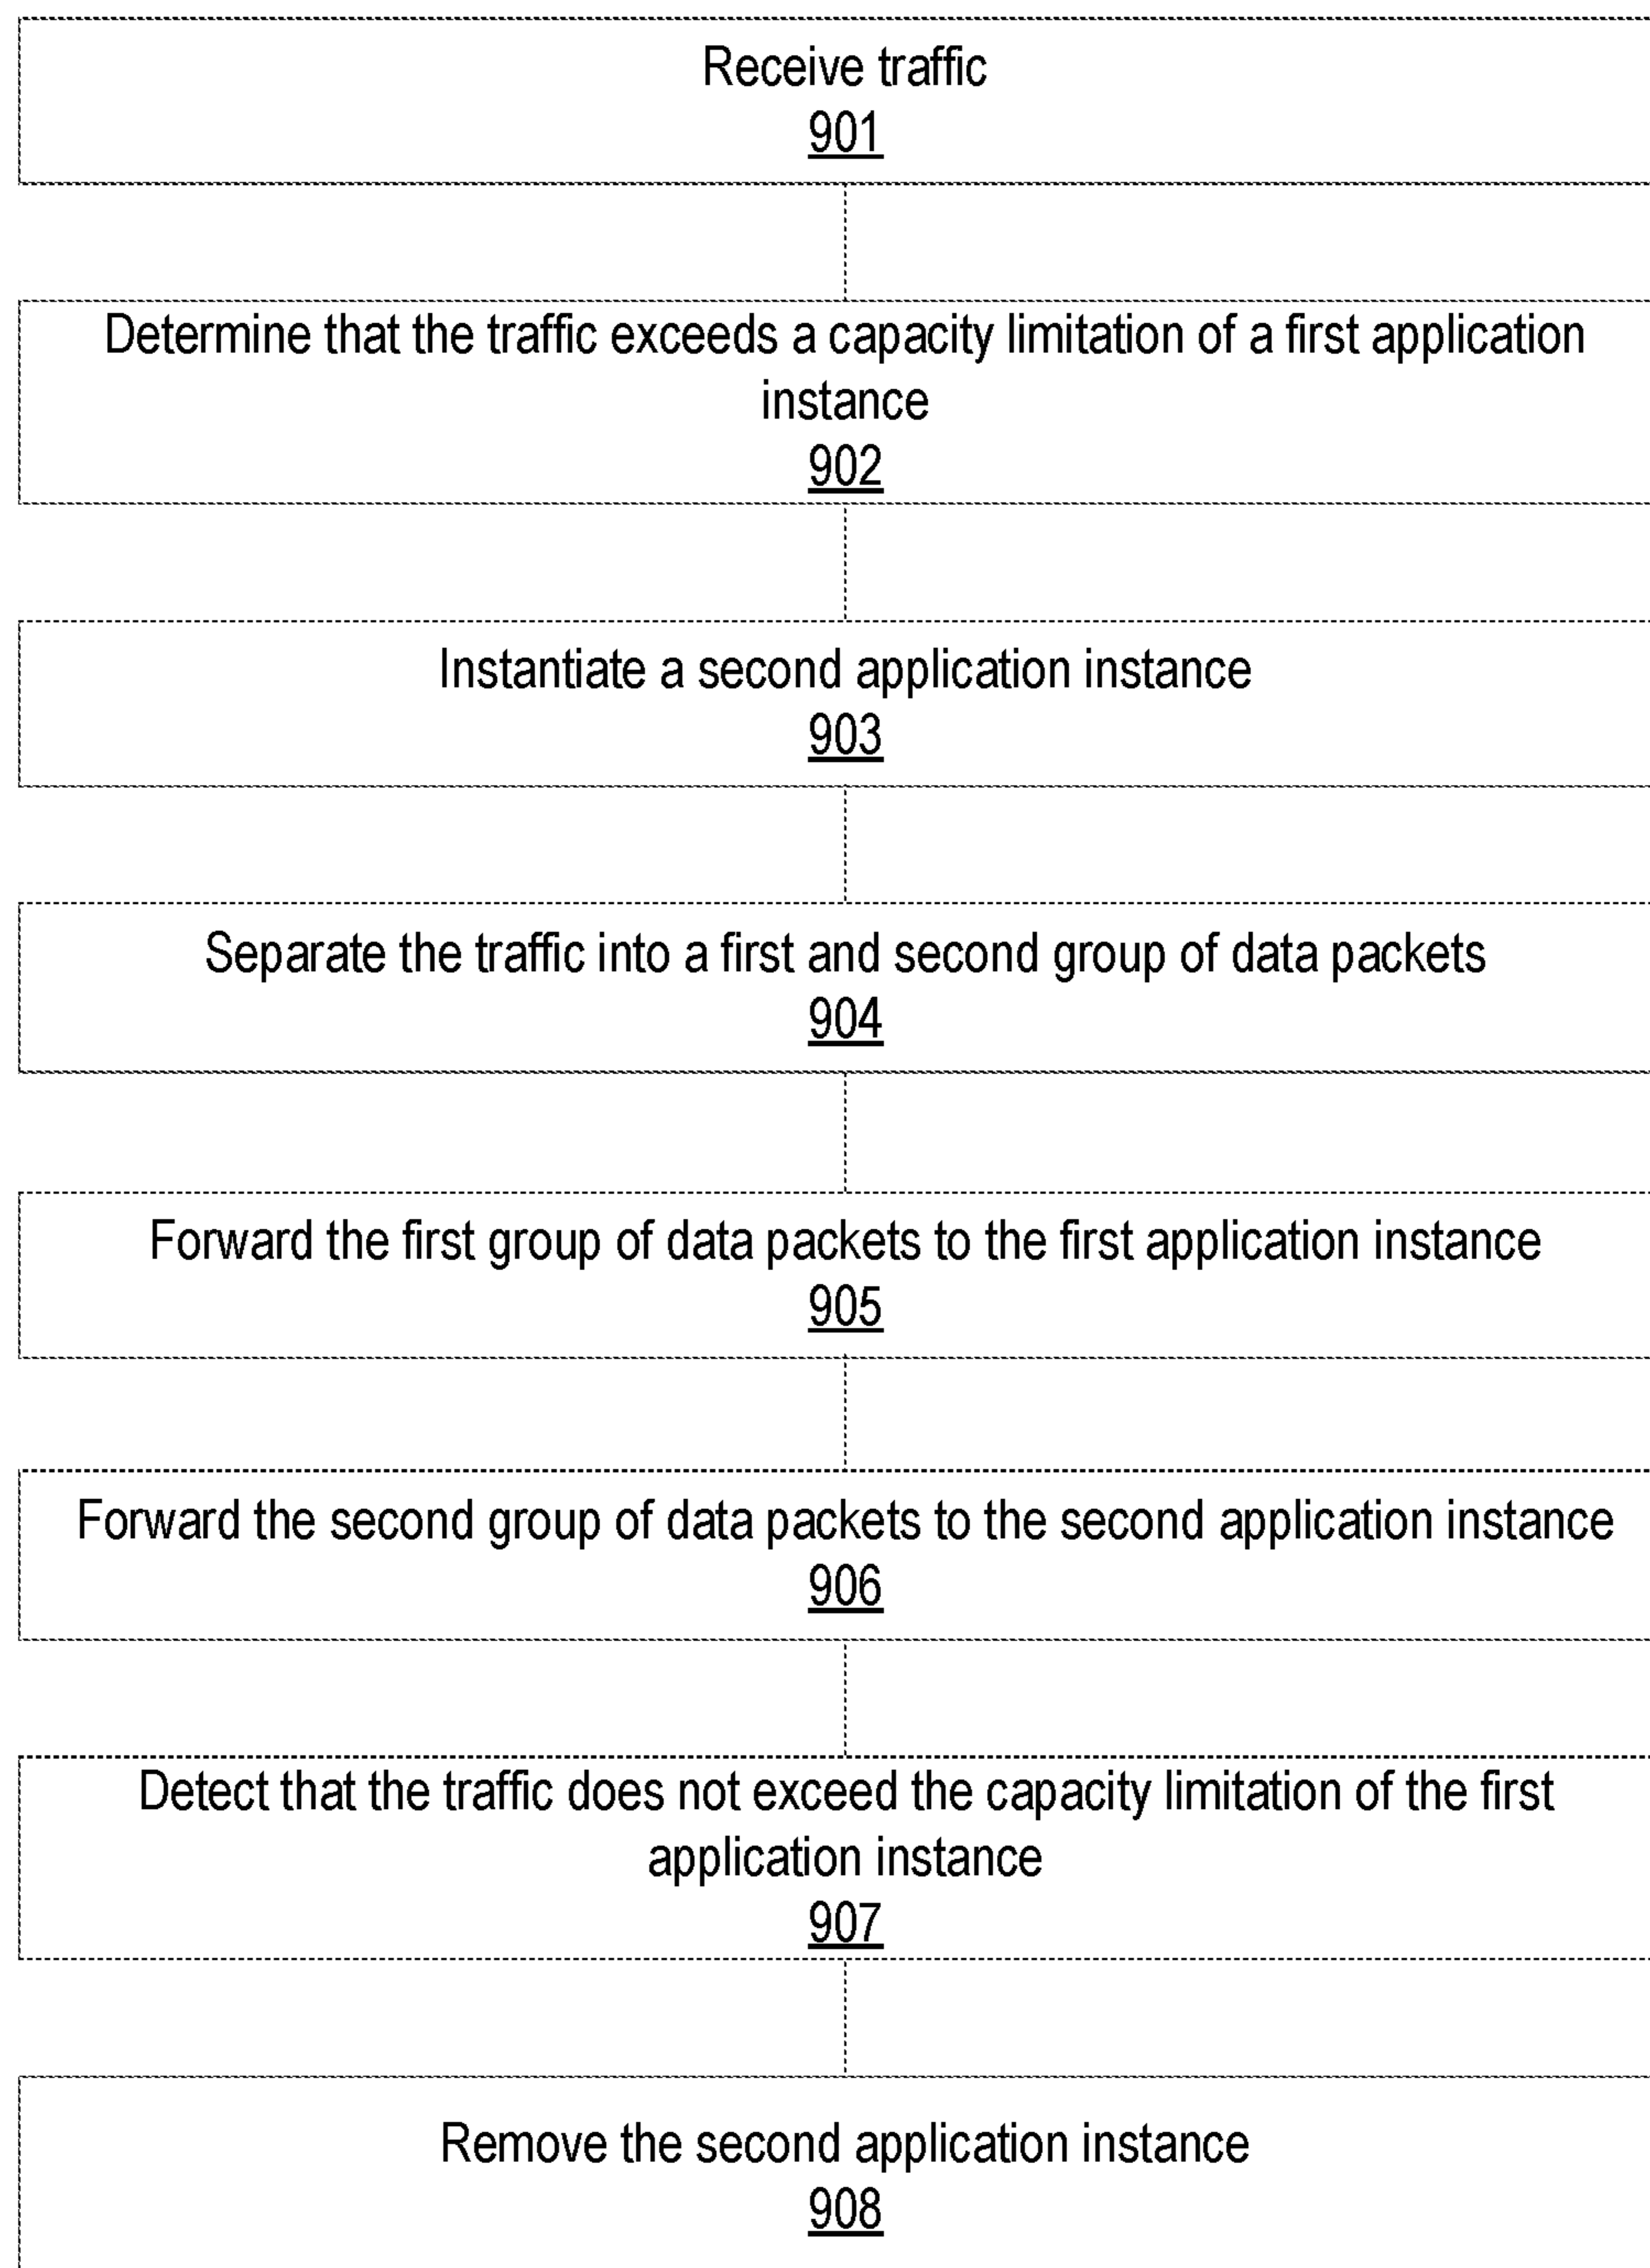 Receive traffic
901
Determine that the traffic exceeds a capacity limitation of a first application
instance
902
Instantiate a second application instance
903
Separate the traffic into a first and second group of data packets
904
Forward the first group of data packets to the first application instance
905
Forward the second group of data packets to the second application instance
906
Detect that the traffic does not exceed the capacity limitation of the first
application instance
907
Remove the second application instance
908